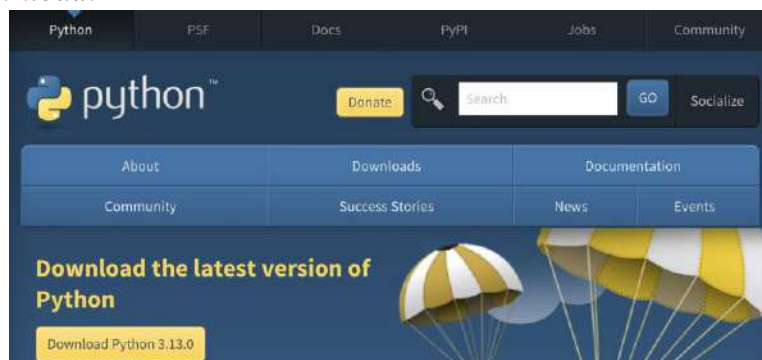 Python PSF Docs PyPI Jobs Community
python™ Donate Search GO Socialize
About Downloads Documentation
Community Success Stories News Events
Download the latest version of
Python
Download Python 3.13.0